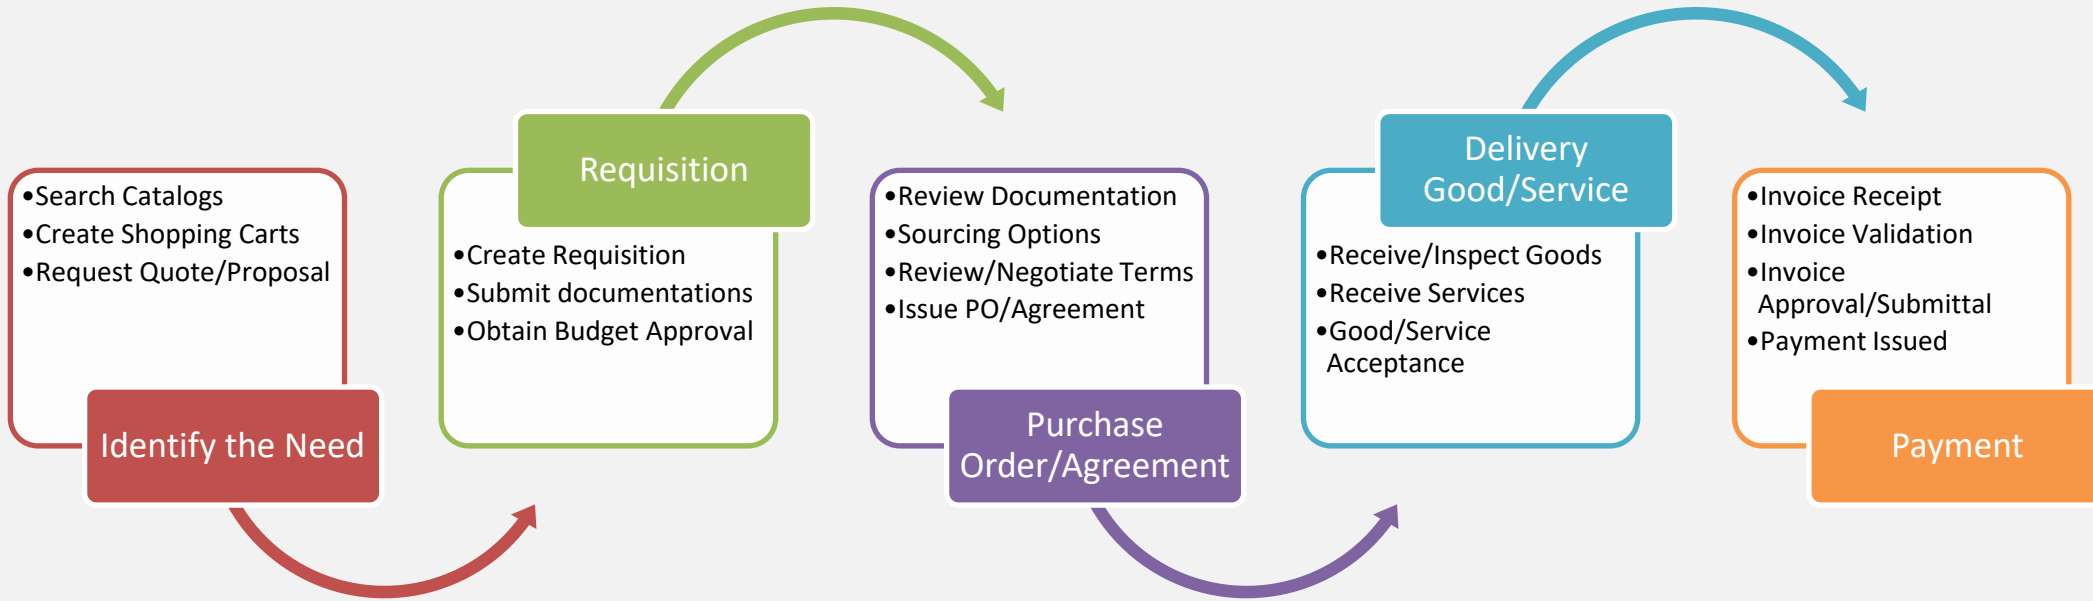 •Search Catalogs
•Create Shopping Carts
•Request Quote/Proposal
Identify the Need
Requisition
•Create Requisition
•Submit documentations
•Obtain Budget Approval
•Review Documentation
•Sourcing Options
•Review/Negotiate Terms
•Issue PO/Agreement
Purchase
Order/Agreement
Delivery
Good/Service
•Receive/Inspect Goods
•Receive Services
•Good/Service
Acceptance
•Invoice Receipt
•Invoice Validation
•Invoice
Approval/Submittal
•Payment Issued
Payment